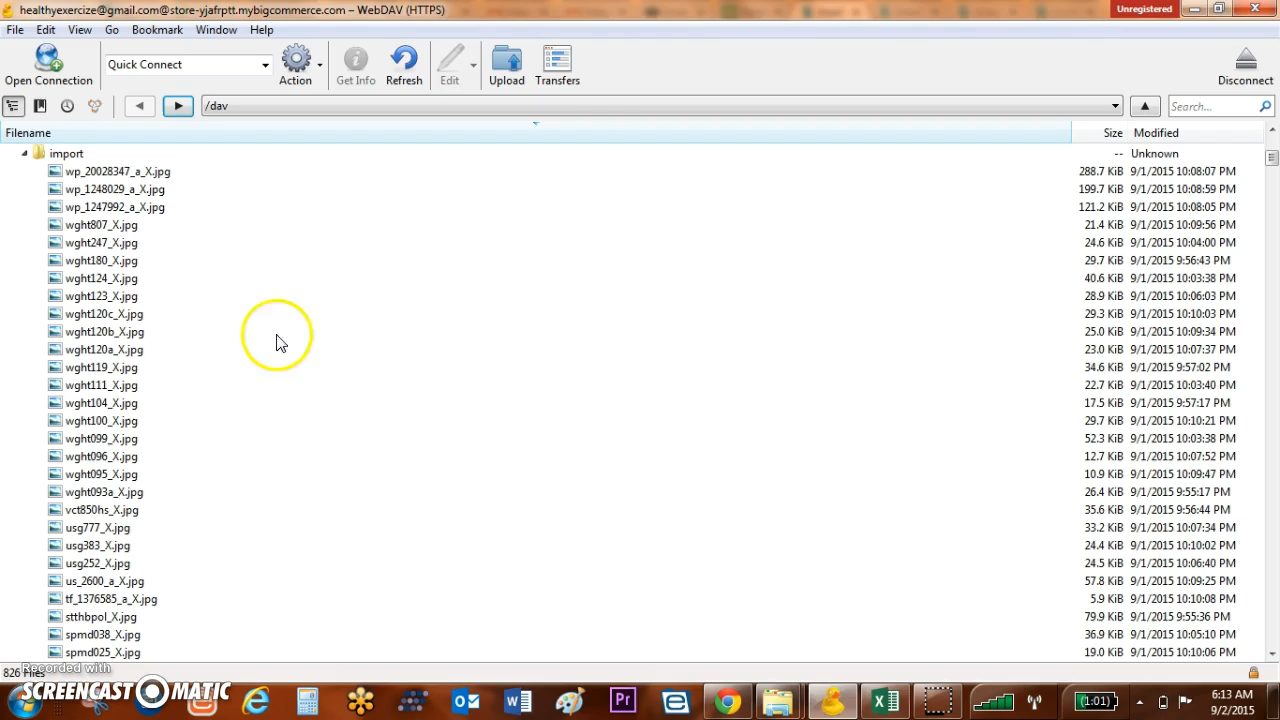 healthyexercize@gmail.com@store-yjafrptt.mybigcommerce.com – WebDAV (HTTPS)
Unregistered
File Edit View Go Bookmark Window Help
Quick Connect
Open Connection Action Get Info Refresh Edit Upload Transfers Disconnect
/dav Search...
Filename Size Modified
import -- Unknown
wp_20028347_a_X.jpg 288.7 KiB 9/1/2015 10:08:07 PM
wp_1248029_a_X.jpg 199.7 KiB 9/1/2015 10:08:59 PM
wp_1247992_a_X.jpg 121.2 KiB 9/1/2015 10:08:05 PM
wght807_X.jpg 21.4 KiB 9/1/2015 10:09:56 PM
wght247_X.jpg 24.6 KiB 9/1/2015 10:04:00 PM
wght180_X.jpg 29.7 KiB 9/1/2015 9:56:43 PM
wght124_X.jpg 40.6 KiB 9/1/2015 10:03:38 PM
wght123_X.jpg 28.9 KiB 9/1/2015 10:06:03 PM
wght120c_X.jpg 29.3 KiB 9/1/2015 10:10:03 PM
wght120b_X.jpg 25.0 KiB 9/1/2015 10:09:34 PM
wght120a_X.jpg 23.0 KiB 9/1/2015 10:07:37 PM
wght119_X.jpg 34.6 KiB 9/1/2015 9:57:02 PM
wght111_X.jpg 22.7 KiB 9/1/2015 10:03:40 PM
wght104_X.jpg 17.5 KiB 9/1/2015 9:57:17 PM
wght100_X.jpg 29.7 KiB 9/1/2015 10:10:21 PM
wght099_X.jpg 52.3 KiB 9/1/2015 10:03:38 PM
wght096_X.jpg 12.7 KiB 9/1/2015 10:07:52 PM
wght095_X.jpg 10.9 KiB 9/1/2015 10:09:47 PM
wght093a_X.jpg 26.4 KiB 9/1/2015 9:55:17 PM
vct850hs_X.jpg 35.6 KiB 9/1/2015 9:56:44 PM
usg777_X.jpg 33.2 KiB 9/1/2015 10:07:34 PM
usg383_X.jpg 24.4 KiB 9/1/2015 10:10:02 PM
usg252_X.jpg 24.5 KiB 9/1/2015 10:06:40 PM
us_2600_a_X.jpg 57.8 KiB 9/1/2015 10:09:25 PM
tf_1376585_a_X.jpg 5.9 KiB 9/1/2015 10:10:08 PM
stthbpol_X.jpg 79.9 KiB 9/1/2015 9:55:36 PM
spmd038_X.jpg 36.9 KiB 9/1/2015 10:05:10 PM
spmd025_X.jpg 19.0 KiB 9/1/2015 10:10:06 PM
826 Files
Recorded with
SCREENCAST MATIC
Pr
(1:01)
6:13 AM
9/2/2015